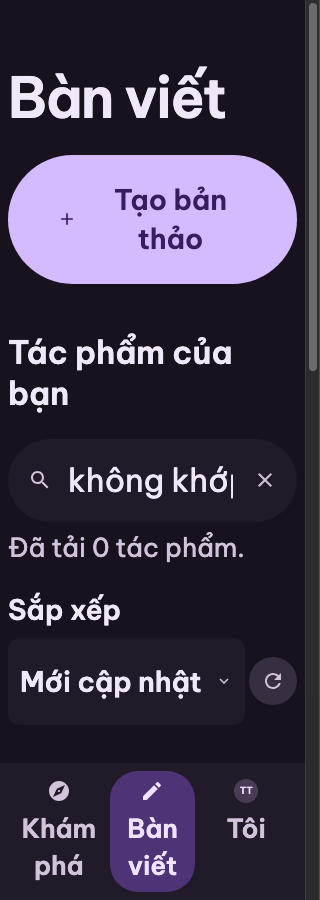 Bàn viết
Tạo bản
thảo
Tác phẩm của
bạn
không khớ
Đã tải 0 tác phẩm.
Sắp xếp
Mới cập nhật
Khám
phá
Bàn
viết
TT
Tôi